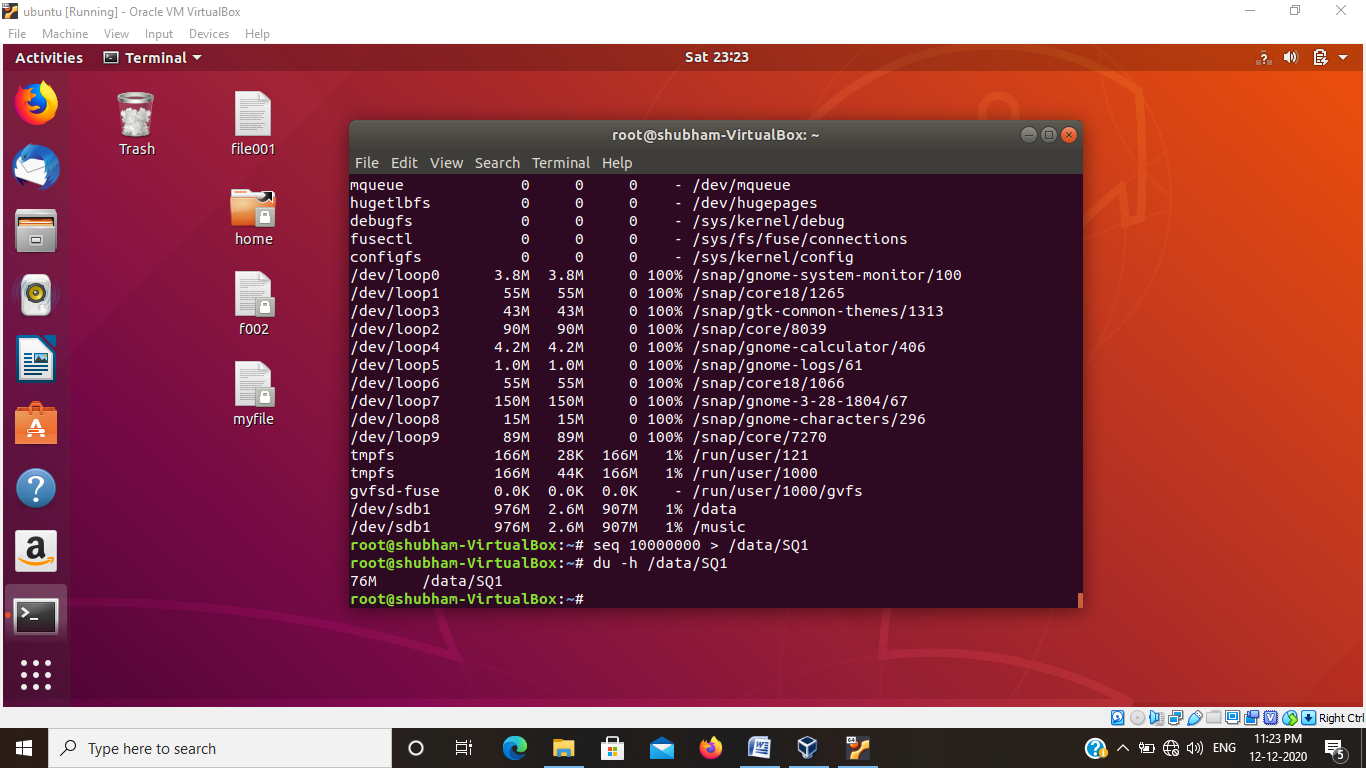 ubuntu [Running] - Oracle VM VirtualBox
File Machine View Input Devices Help
Activities Terminal Sat 23:23
Trash
file001
home
f002
myfile
root@shubham-VirtualBox: ~
File Edit View Search Terminal Help
mqueue 0 0 0 - /dev/mqueue
hugetlbfs 0 0 0 - /dev/hugepages
debugfs 0 0 0 - /sys/kernel/debug
fusectl 0 0 0 - /sys/fs/fuse/connections
configfs 0 0 0 - /sys/kernel/config
/dev/loop0 3.8M 3.8M 0 100% /snap/gnome-system-monitor/100
/dev/loop1 55M 55M 0 100% /snap/core18/1265
/dev/loop3 43M 43M 0 100% /snap/gtk-common-themes/1313
/dev/loop2 90M 90M 0 100% /snap/core/8039
/dev/loop4 4.2M 4.2M 0 100% /snap/gnome-calculator/406
/dev/loop5 1.0M 1.0M 0 100% /snap/gnome-logs/61
/dev/loop6 55M 55M 0 100% /snap/core18/1066
/dev/loop7 150M 150M 0 100% /snap/gnome-3-28-1804/67
/dev/loop8 15M 15M 0 100% /snap/gnome-characters/296
/dev/loop9 89M 89M 0 100% /snap/core/7270
tmpfs 166M 28K 166M 1% /run/user/121
tmpfs 166M 44K 166M 1% /run/user/1000
gvfsd-fuse 0.0K 0.0K 0.0K - /run/user/1000/gvfs
/dev/sdb1 976M 2.6M 907M 1% /data
/dev/sdb1 976M 2.6M 907M 1% /music
root@shubham-VirtualBox:~# seq 10000000 > /data/SQ1
root@shubham-VirtualBox:~# du -h /data/SQ1
76M /data/SQ1
root@shubham-VirtualBox:~#
Right Ctrl
Type here to search
ENG
11:23 PM
12-12-2020
5